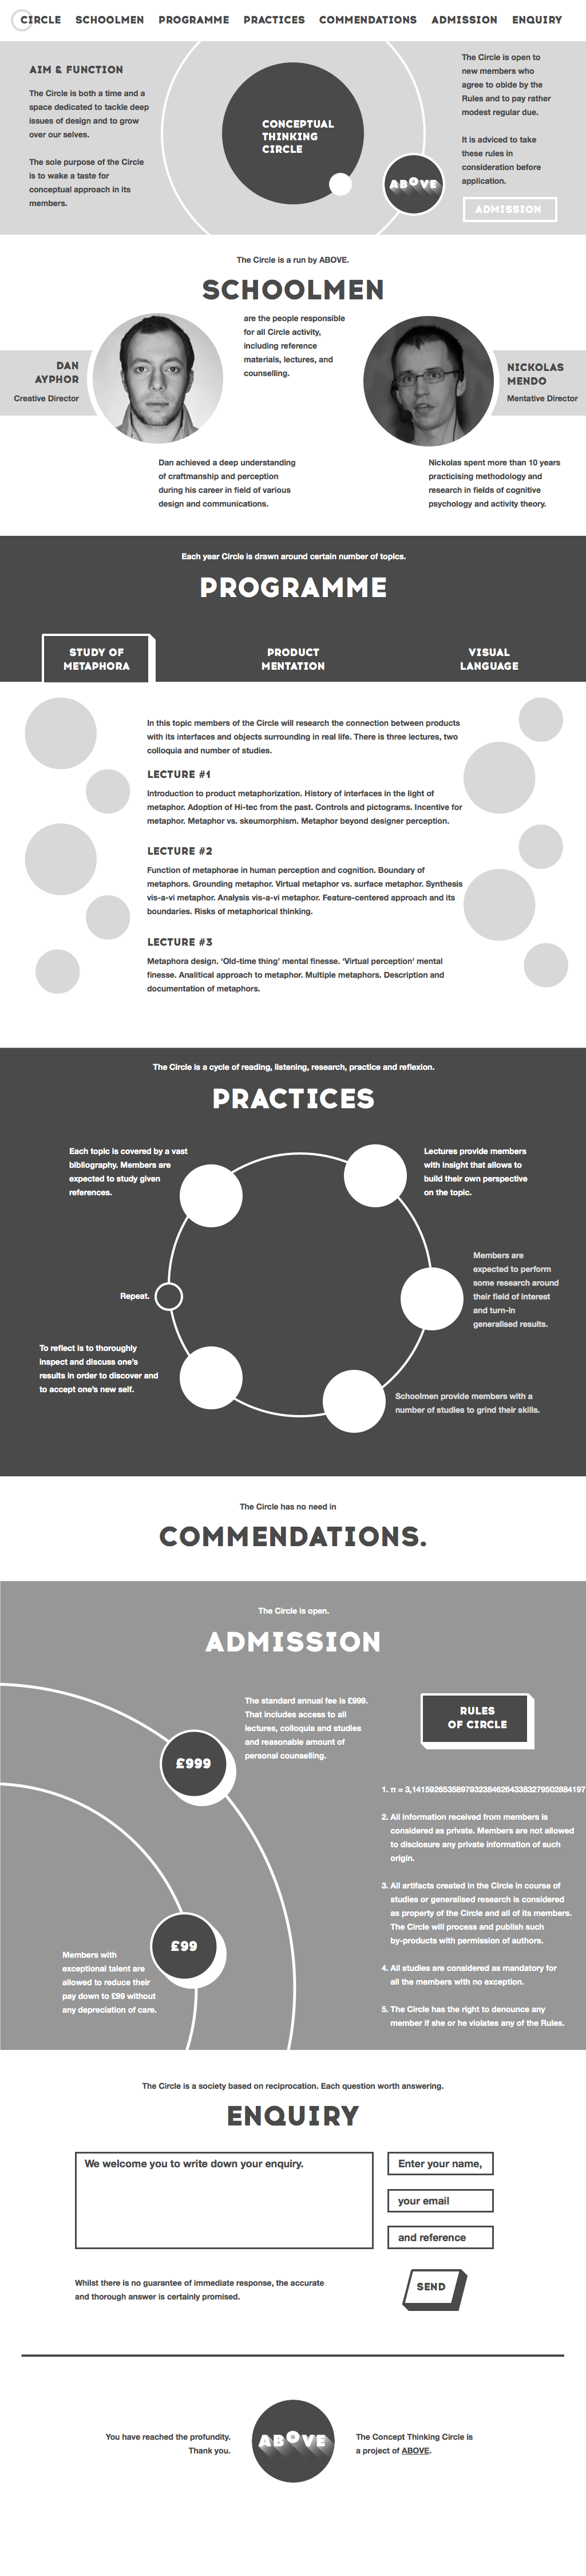 CIRCLE SCHOOLMEN PROGRAMME PRACTICES COMMENDATIONS ADMISSION ENQUIRY
AIM & FUNCTION
The Circle is both a time and a
space dedicated to tackle deep
issues of design and to grow
over our selves.
The sole purpose of the Circle
is to wake a taste for
conceptual approach in its
members.
CONCEPTUAL
THINKING
CIRCLE
ABOVE
The Circle is open to
new members who
agree to obide by the
Rules and to pay rather
modest regular due.
It is adviced to take
these rules in
consideration before
application.
ADMISSION
The Circle is a run by ABOVE.
SCHOOLMEN
are the people responsible
for all Circle activity,
including reference
materials, lectures, and
counselling.
DAN
AYPHOR
Creative Director
NICKOLAS
MENDO
Mentative Director
Dan achieved a deep understanding
of craftmanship and perception
during his career in field of various
design and communications.
Nickolas spent more than 10 years
practicising methodology and
research in fields of cognitive
psychology and activity theory.
Each year Circle is drawn around certain number of topics.
PROGRAMME
STUDY OF
METAPHORA
PRODUCT
MENTATION
VISUAL
LANGUAGE
In this topic members of the Circle will research the connection between products
with its interfaces and objects surrounding in real life. There is three lectures, two
colloquia and number of studies.
LECTURE #1
Introduction to product metaphorization. History of interfaces in the light of
metaphor. Adoption of Hi-tec from the past. Controls and pictograms. Incentive for
metaphor. Metaphor vs. skeumorphism. Metaphor beyond designer perception.
LECTURE #2
Function of metaphorae in human perception and cognition. Boundary of
metaphors. Grounding metaphor. Virtual metaphor vs. surface metaphor. Synthesis
vis-a-vi metaphor. Analysis vis-a-vi metaphor. Feature-centered approach and its
boundaries. Risks of metaphorical thinking.
LECTURE #3
Metaphora design. ‘Old-time thing’ mental finesse. ‘Virtual perception’ mental
finesse. Analitical approach to metaphor. Multiple metaphors. Description and
documentation of metaphors.
The Circle is a cycle of reading, listening, research, practice and reflexion.
PRACTICES
Each topic is covered by a vast
bibliography. Members are
expected to study given
references.
Lectures provide members
with insight that allows to
build their own perspective
on the topic.
Members are
expected to perform
some research around
their field of interest
and turn-in
generalised results.
Repeat.
To reflect is to thoroughly
inspect and discuss one’s
results in order to discover and
to accept one’s new self.
Schoolmen provide members with a
number of studies to grind their skills.
The Circle has no need in
COMMENDATIONS.
The Circle is open.
ADMISSION
The standard annual fee is £999.
That includes access to all
lectures, colloquia and studies
and reasonable amount of
personal counselling.
£999
RULES
OF CIRCLE
1. π = 3,14159265358979323846264338327950288419​7
2. All information received from members is
considered as private. Members are not allowed
to disclosure any private information of such
origin.
3. All artifacts created in the Circle in course of
studies or generalised research is considered
as property of the Circle and all of its members.
The Circle will process and publish such
by-products with permission of authors.
4. All studies are considered as mandatory for
all the members with no exception.
5. The Circle has the right to denounce any
member if she or he violates any of the Rules.
£99
Members with
exceptional talent are
allowed to reduce their
pay down to £99 without
any depreciation of care.
The Circle is a society based on reciprocation. Each question worth answering.
ENQUIRY
We welcome you to write down your enquiry.
Enter your name,
your email
and reference
Whilst there is no guarantee of immediate response, the accurate
and thorough answer is certainly promised.
SEND
You have reached the profundity.
Thank you.
ABOVE
The Concept Thinking Circle is
a project of ABOVE.